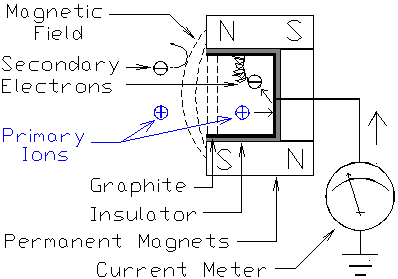 Magnetic
Field
N S
Secondary
Electrons
Primary
Ions
S N
Graphite
Insulator
Permanent Magnets
Current Meter